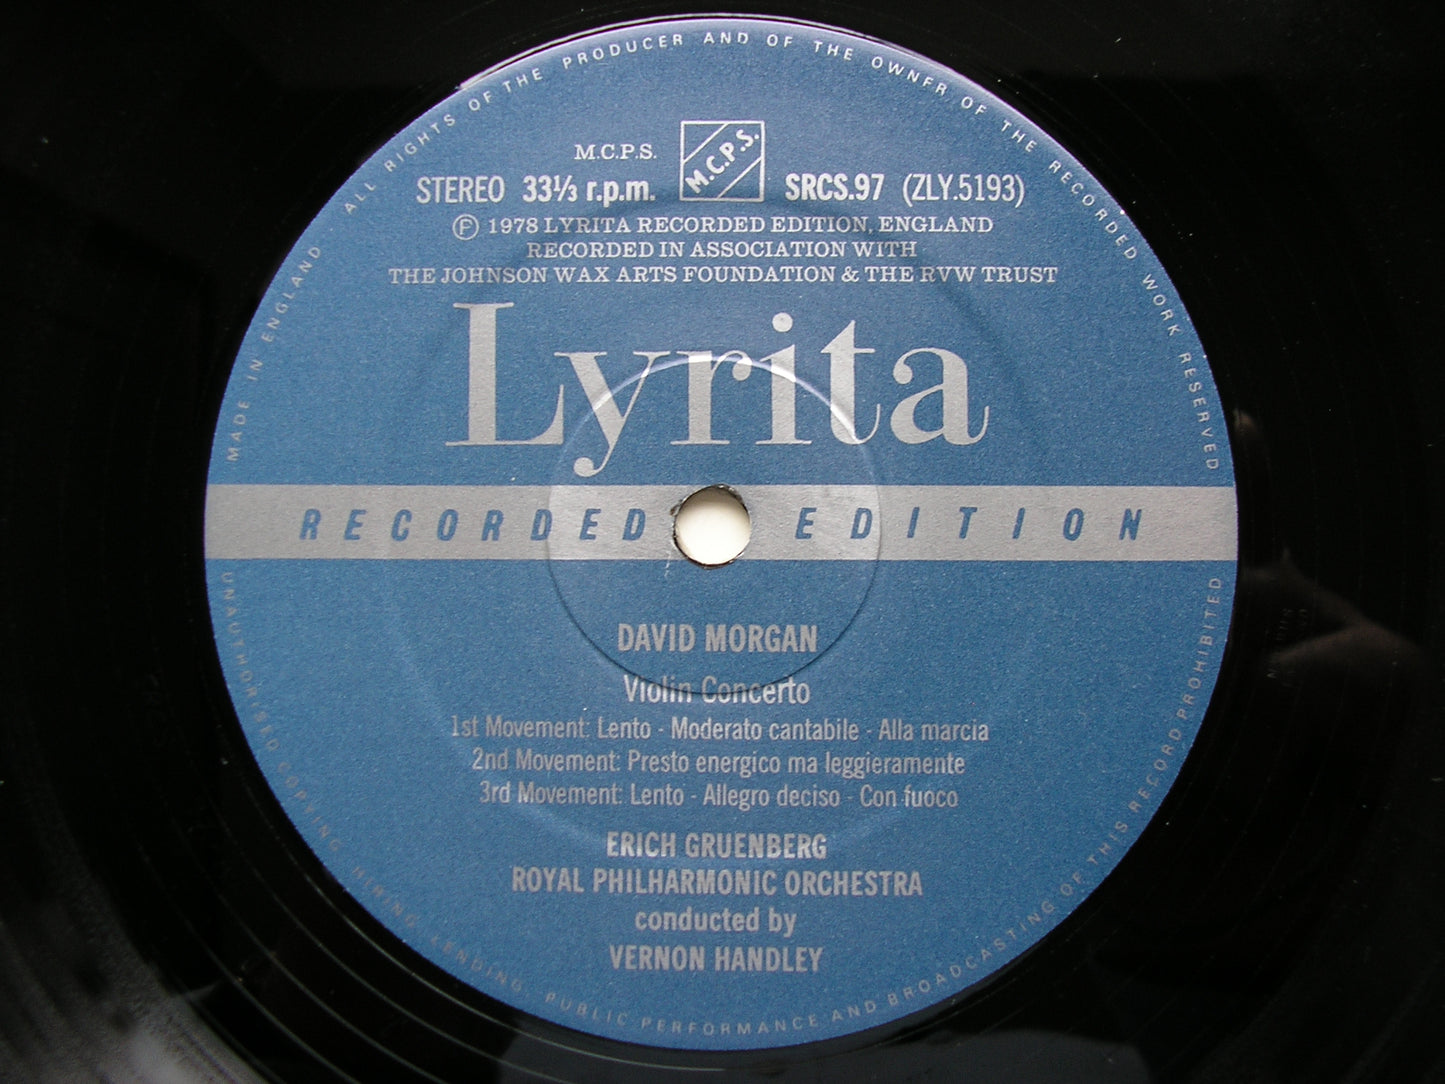 ALL RIGHTS OF THE PRODUCER AND OF THE OWNER OF THE RECORDED WORK RESERVED
MADE IN ENGLAND
M.C.P.S.
M.C.P.S.
STEREO 33⅓ r.p.m. SRCS.97 (ZLY.5193)
Ⓟ 1978 LYRITA RECORDED EDITION, ENGLAND
RECORDED IN ASSOCIATION WITH
THE JOHNSON WAX ARTS FOUNDATION & THE RVW TRUST
Lyrita
RECORDED EDITION
DAVID MORGAN
Violin Concerto
1st Movement: Lento - Moderato cantabile - Alla marcia
2nd Movement: Presto energico ma leggieramente
3rd Movement: Lento - Allegro deciso - Con fuoco
ERICH GRUENBERG
ROYAL PHILHARMONIC ORCHESTRA
conducted by
VERNON HANDLEY
UNAUTHORISED COPYING, HIRING, LENDING, PUBLIC PERFORMANCE AND BROADCASTING OF THIS RECORD PROHIBITED